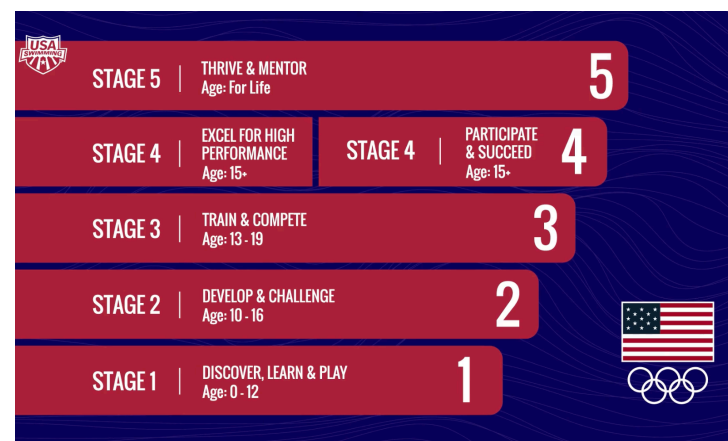 USA
SWIMMING
STAGE 5
THRIVE & MENTOR
Age: For Life
5
STAGE 4
EXCEL FOR HIGH
PERFORMANCE
Age: 15+
STAGE 4
PARTICIPATE
& SUCCEED
Age: 15+
4
STAGE 3
TRAIN & COMPETE
Age: 13 - 19
3
STAGE 2
DEVELOP & CHALLENGE
Age: 10 - 16
2
STAGE 1
DISCOVER, LEARN & PLAY
Age: 0 - 12
1